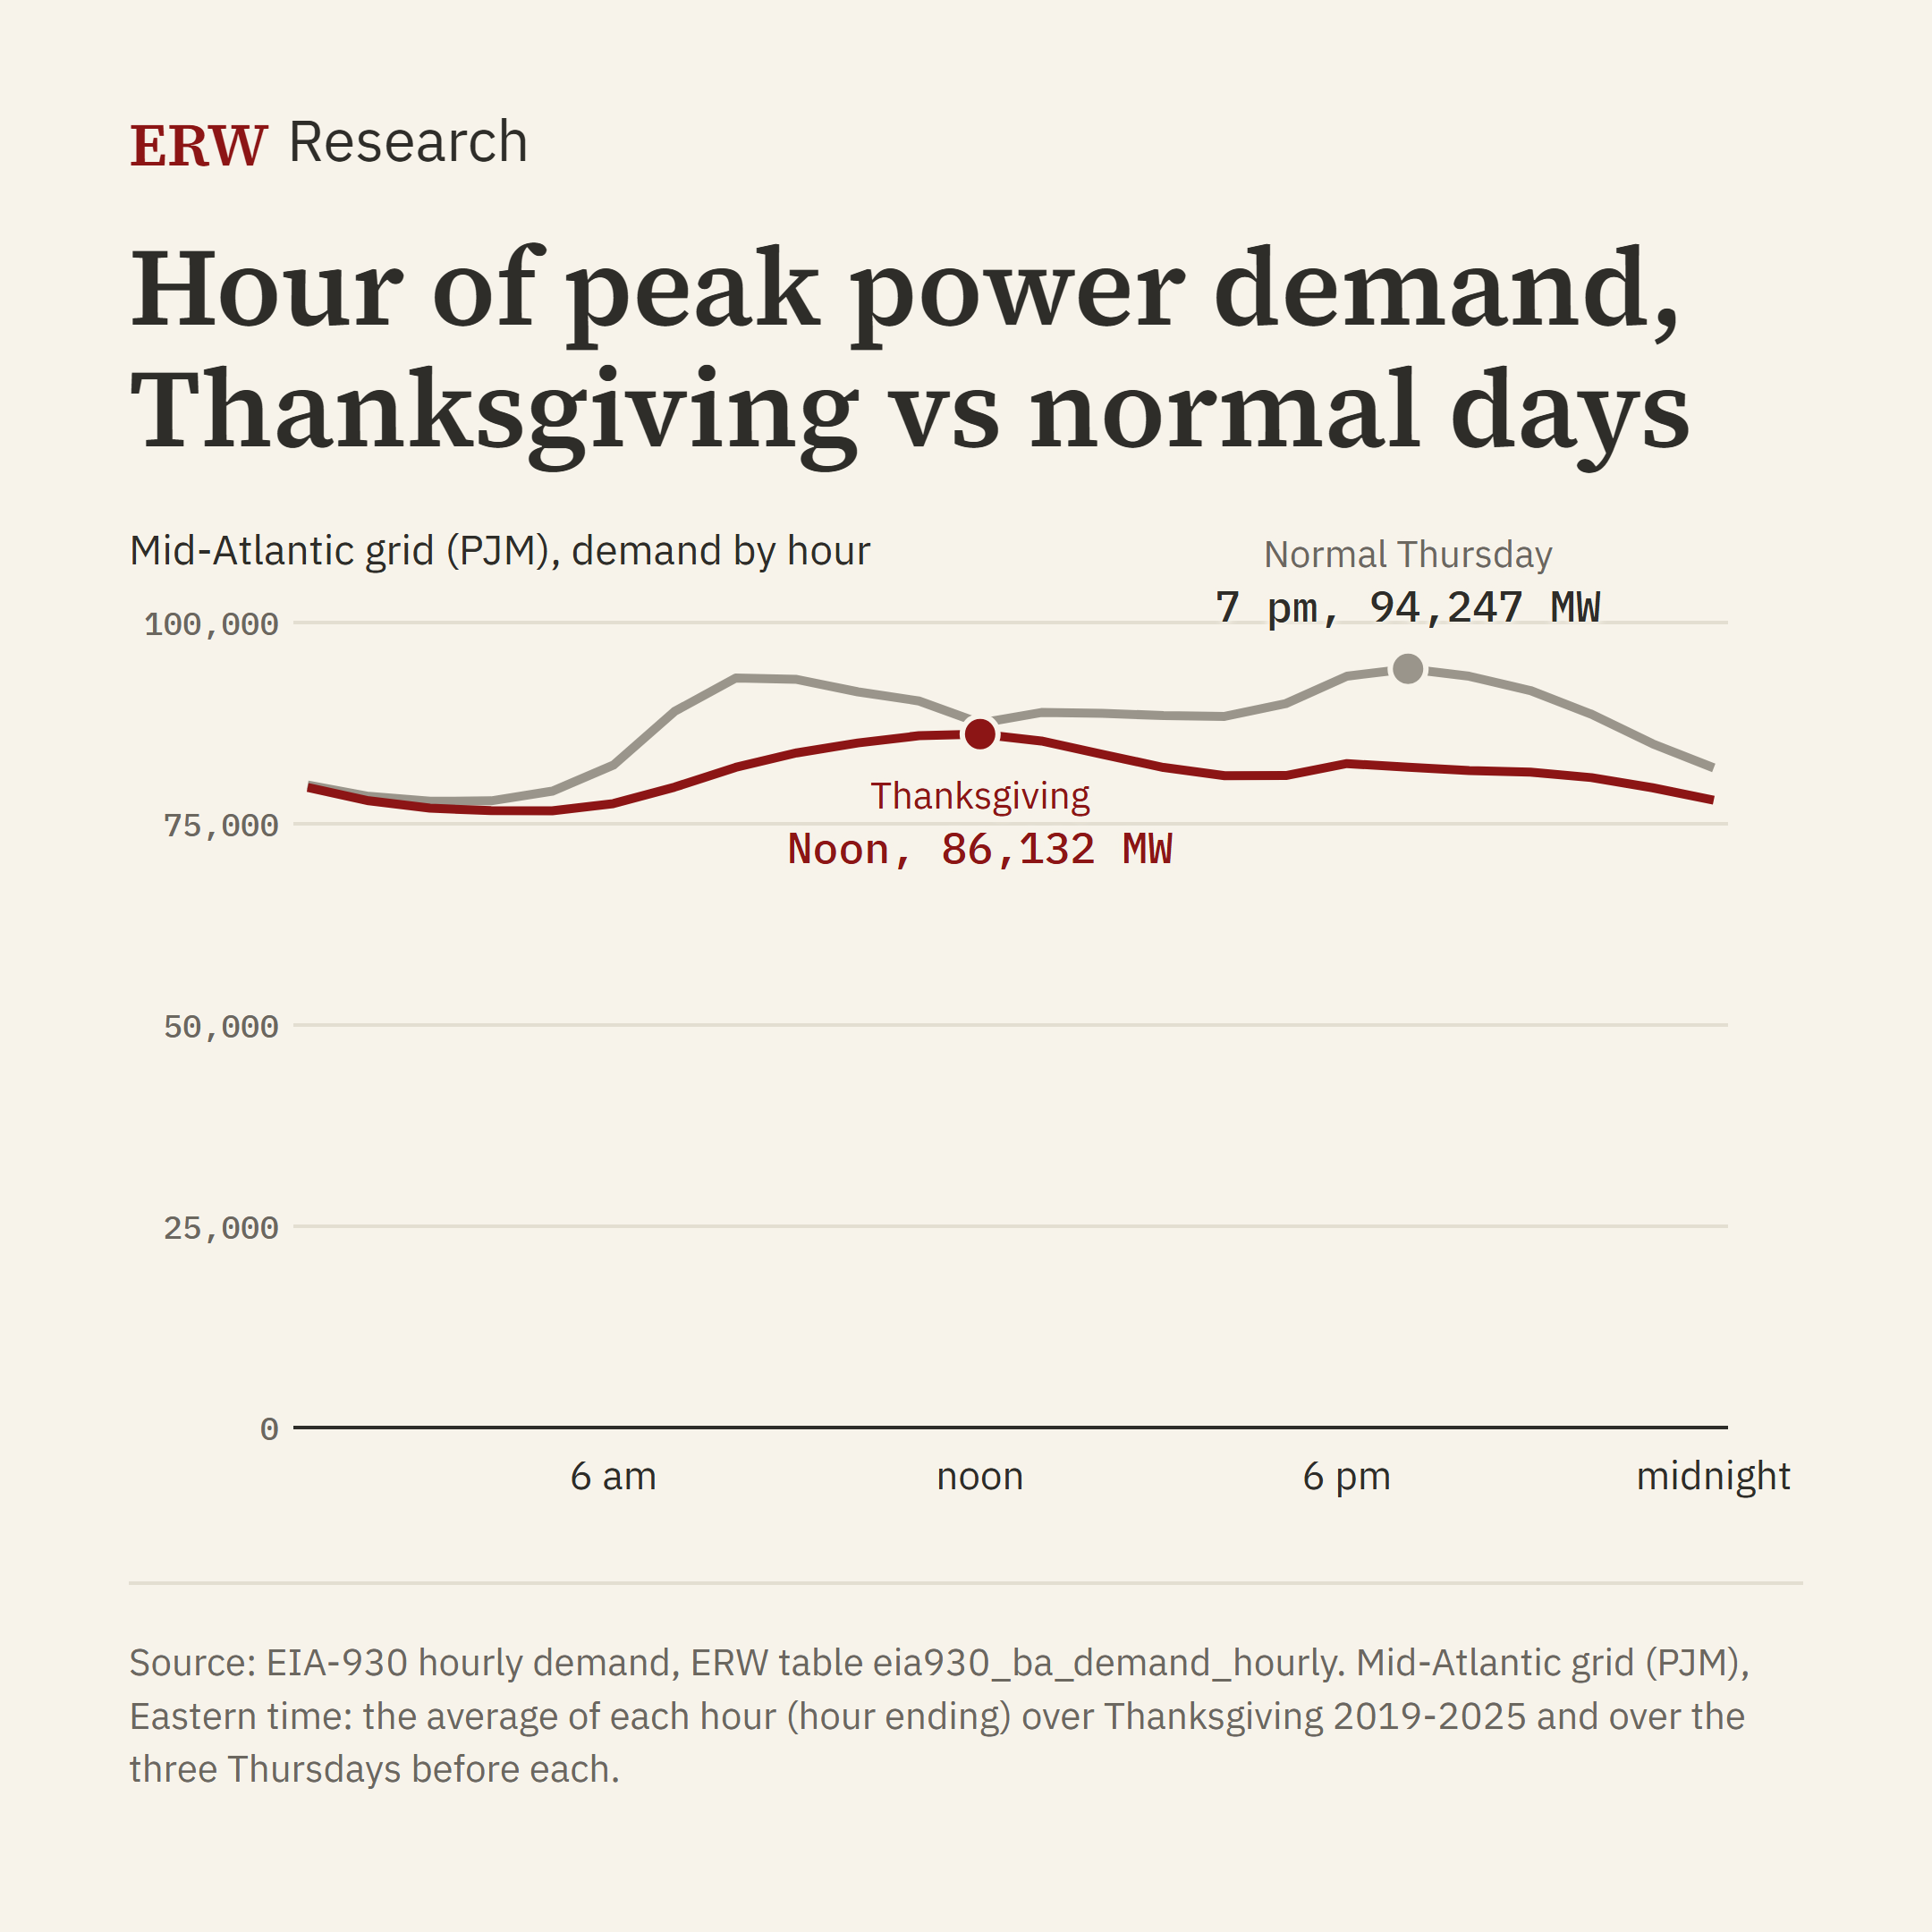 ERW Research
Hour of peak power demand,
Thanksgiving vs normal days
Mid-Atlantic grid (PJM), demand by hour
Normal Thursday
7 pm, 94,247 MW
100,000
Thanksgiving
75,000
Noon, 86,132 MW
50,000
25,000
0
6 am noon 6 pm midnight
Source: EIA-930 hourly demand, ERW table eia930_ba_demand_hourly. Mid-Atlantic grid (PJM),
Eastern time: the average of each hour (hour ending) over Thanksgiving 2019-2025 and over the
three Thursdays before each.